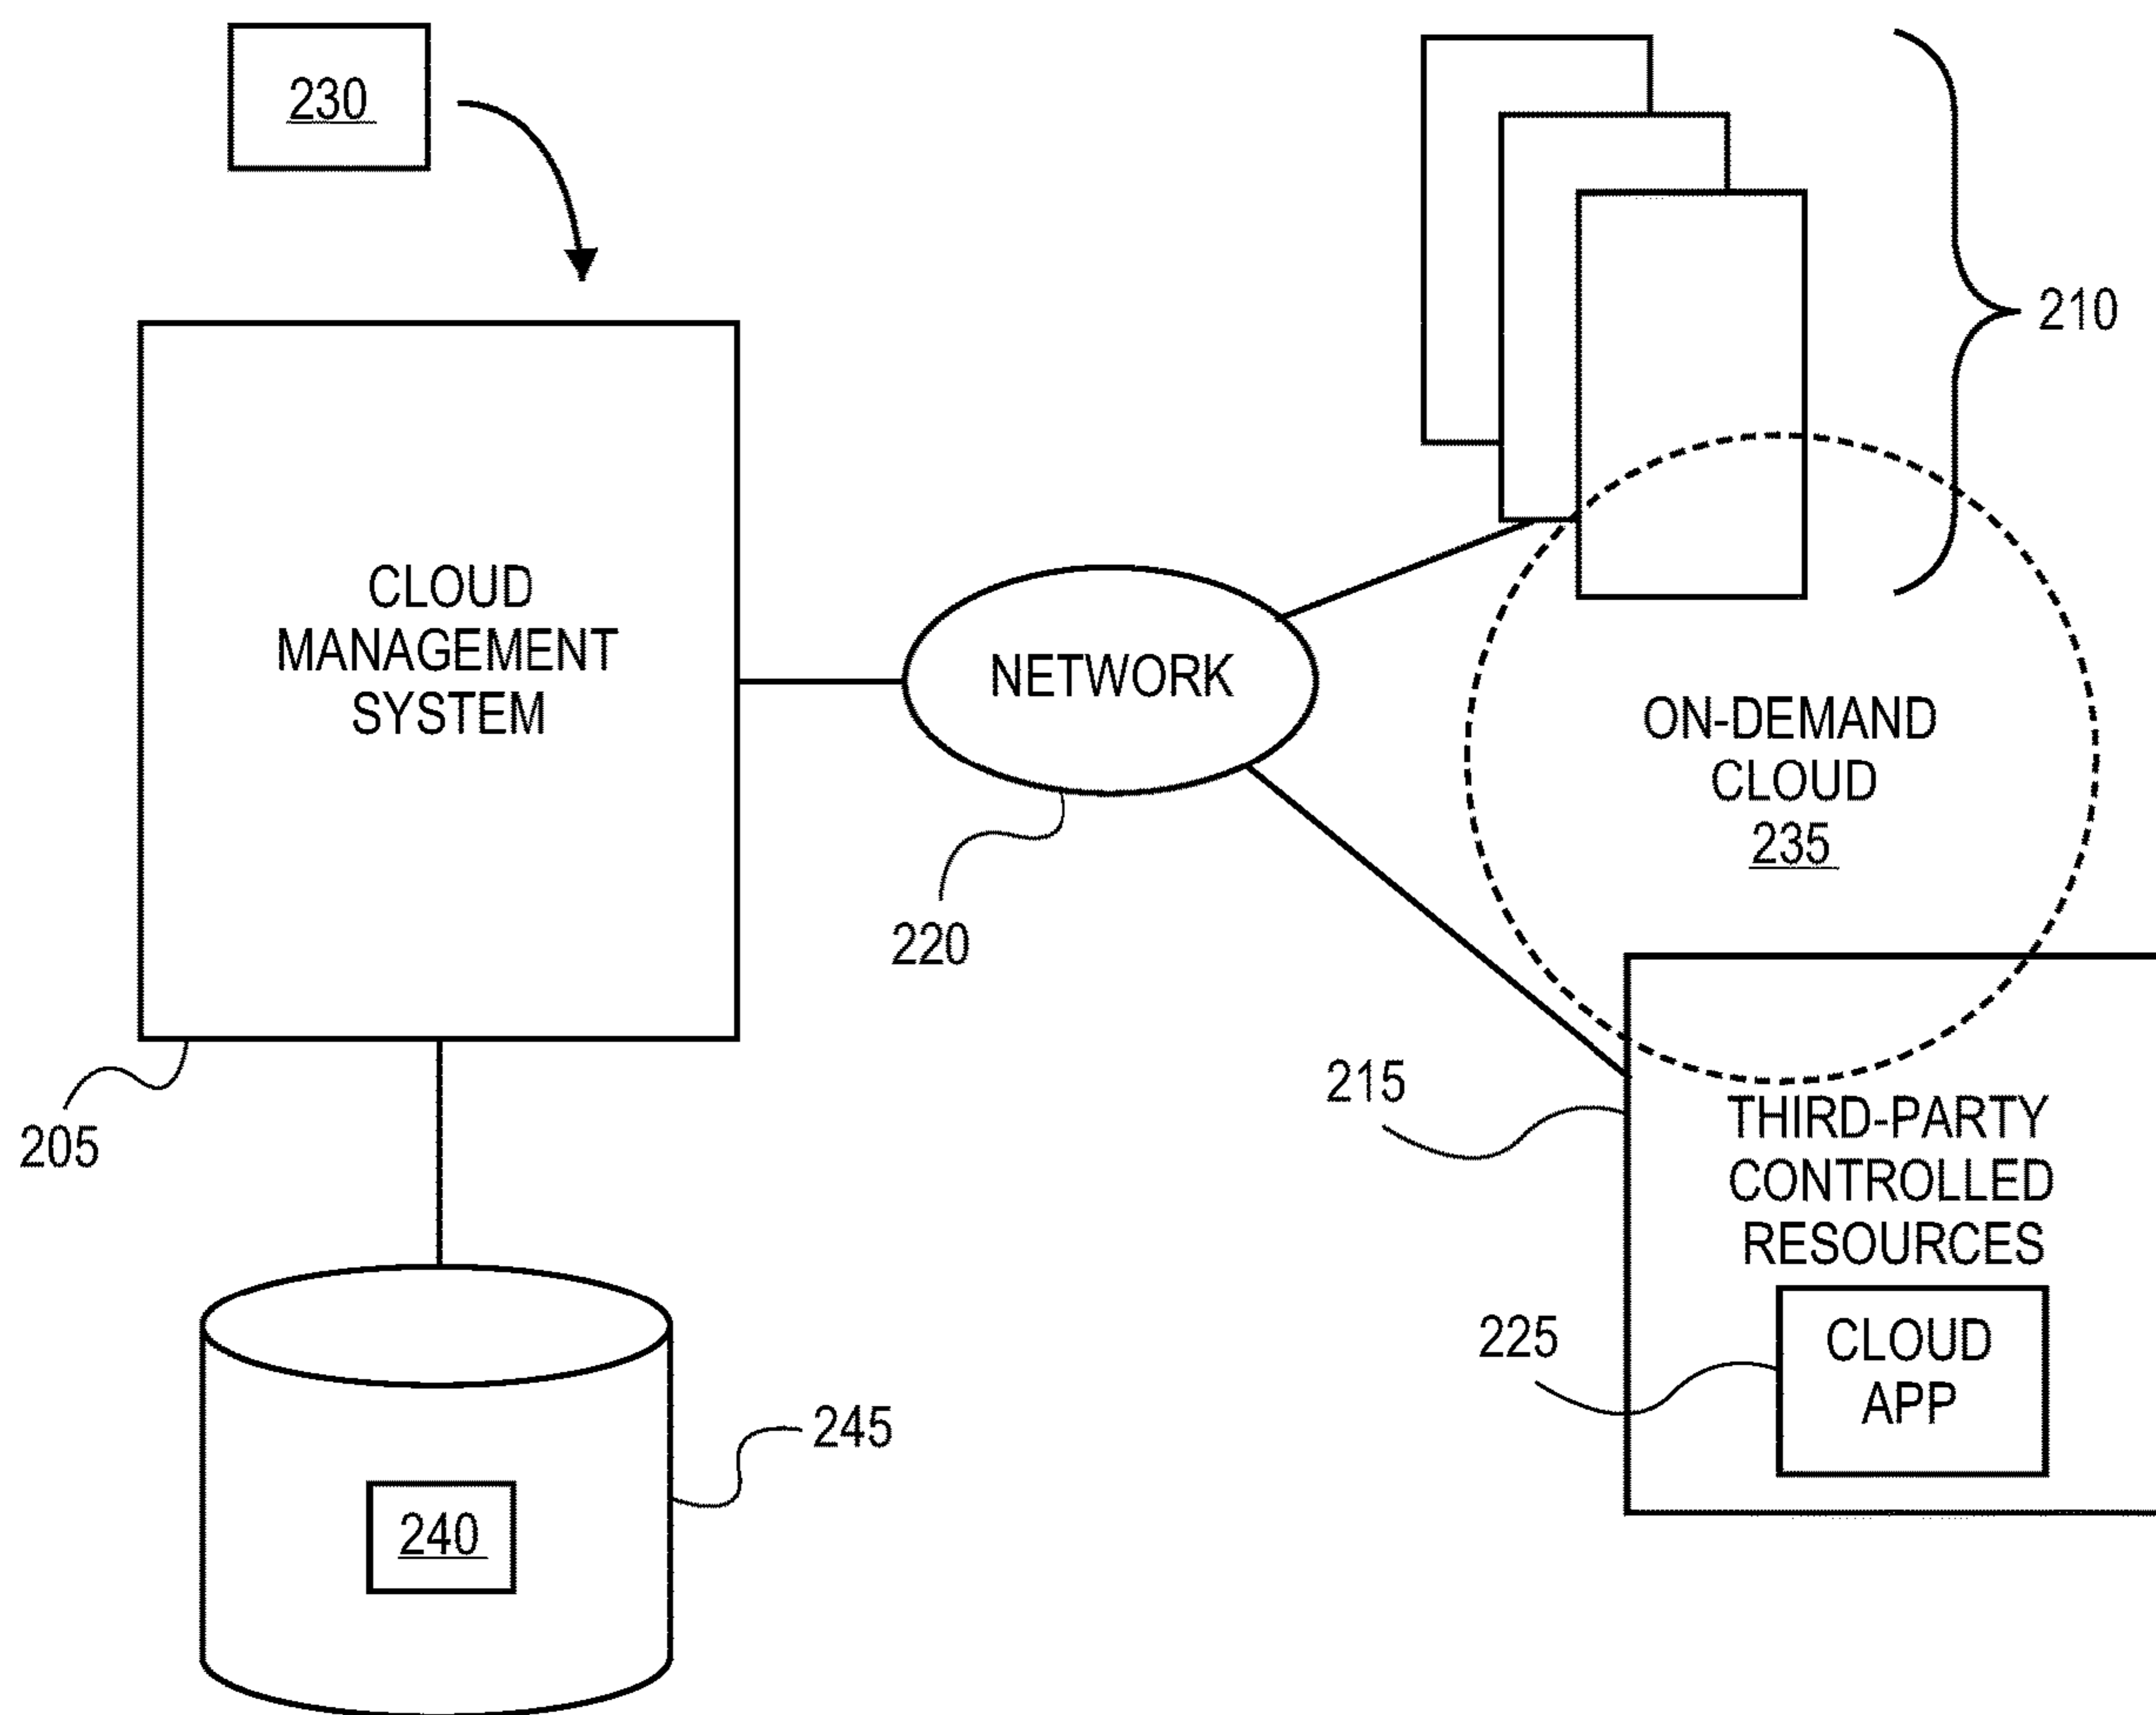 230
210
CLOUD
MANAGEMENT
SYSTEM
NETWORK
ON-DEMAND
CLOUD
235
220
215
205
THIRD-PARTY
CONTROLLED
RESOURCES
225
CLOUD
APP
245
240